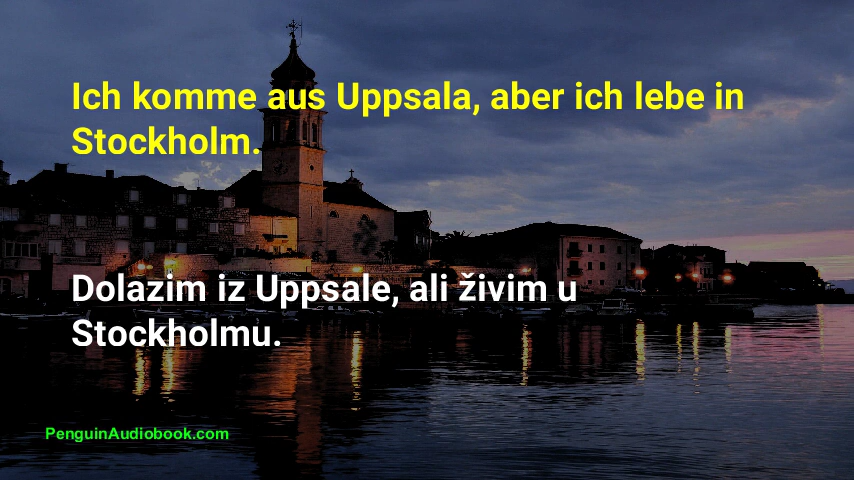 Ich komme aus Uppsala, aber ich lebe in
Stockholm.
Dolazim iz Uppsale, ali živim u
Stockholmu.
PenguinAudiobook.com